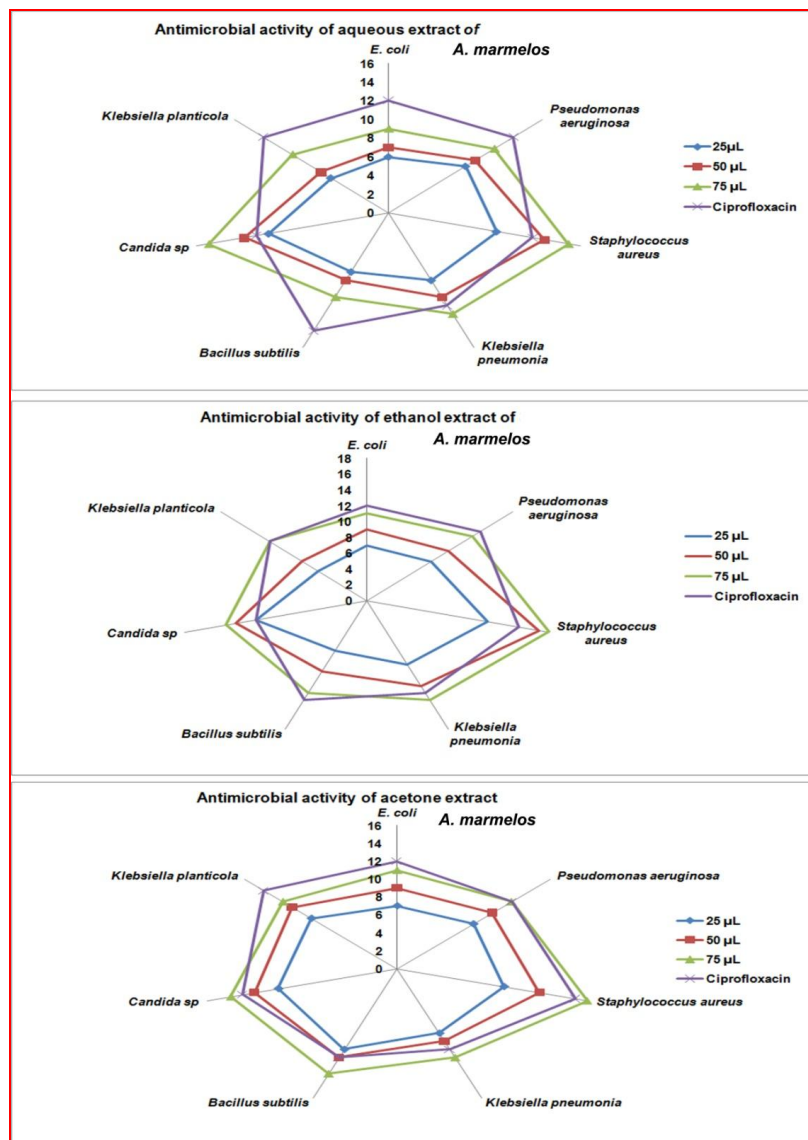 Antimicrobial activity of aqueous extract of
E. coli A. marmelos
16
14
12
10
8
6
4
2
0
Klebsiella planticola
Pseudomonas
aeruginosa
Staphylococcus
aureus
Klebsiella
pneumonia
Bacillus subtilis
Candida sp
25µL
50 µL
75 µL
Ciprofloxacin
Antimicrobial activity of ethanol extract of
E. coli A. marmelos
18
16
14
12
10
8
6
4
2
0
Klebsiella planticola
Pseudomonas
aeruginosa
Staphylococcus
aureus
Klebsiella
pneumonia
Bacillus subtilis
Candida sp
25 µL
50 µL
75 µL
Ciprofloxacin
Antimicrobial activity of acetone extract
E. coli A. marmelos
16
14
12
10
8
6
4
2
0
Klebsiella planticola
Pseudomonas aeruginosa
Staphylococcus aureus
Klebsiella pneumonia
Bacillus subtilis
Candida sp
25 µL
50 µL
75 µL
Ciprofloxacin